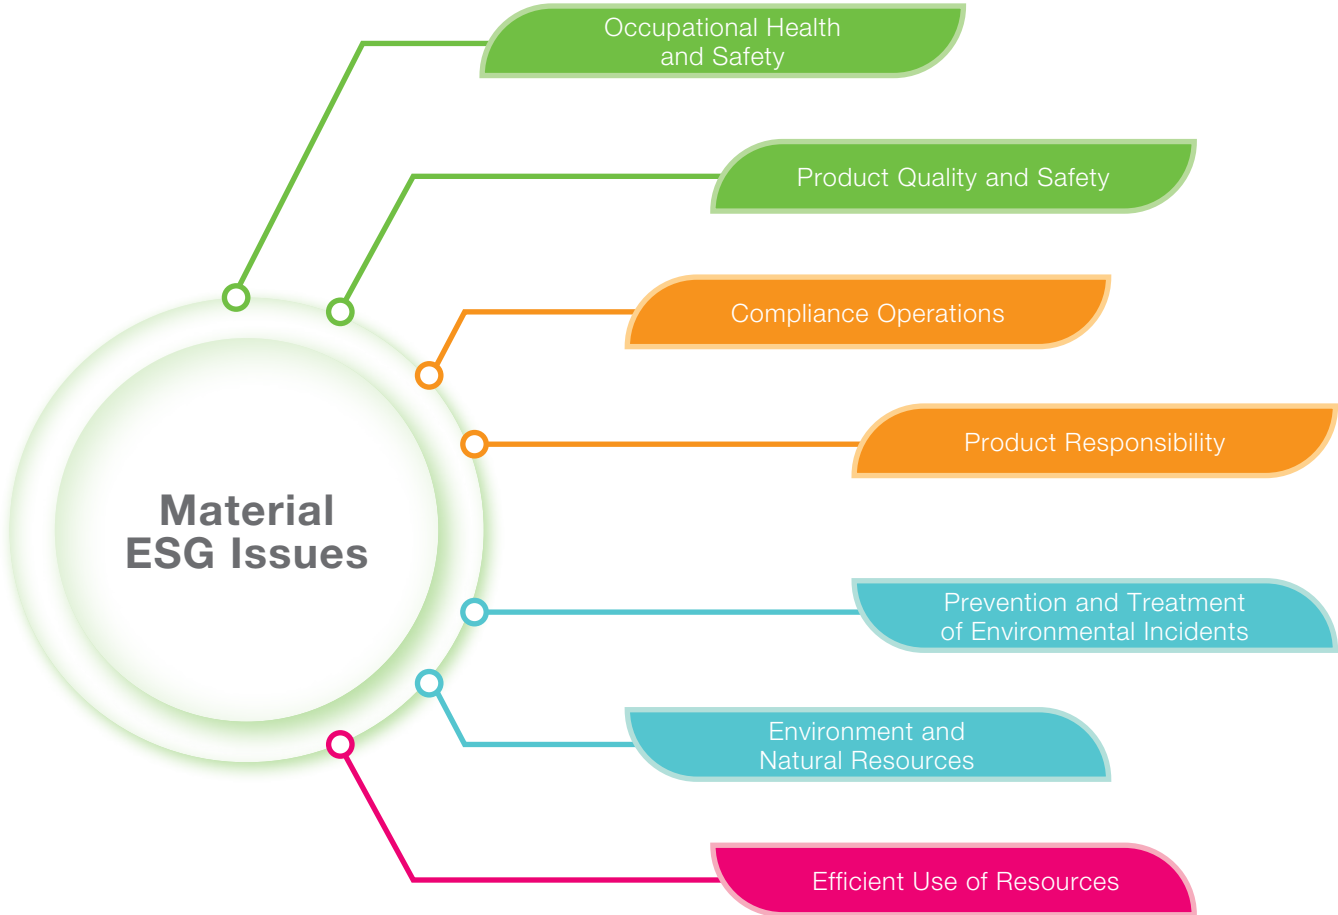 Occupational Health
and Safety
Product Quality and Safety
Compliance Operations
Product Responsibility
Material
ESG Issues
Prevention and Treatment
of Environmental Incidents
Environment and
Natural Resources
Efficient Use of Resources